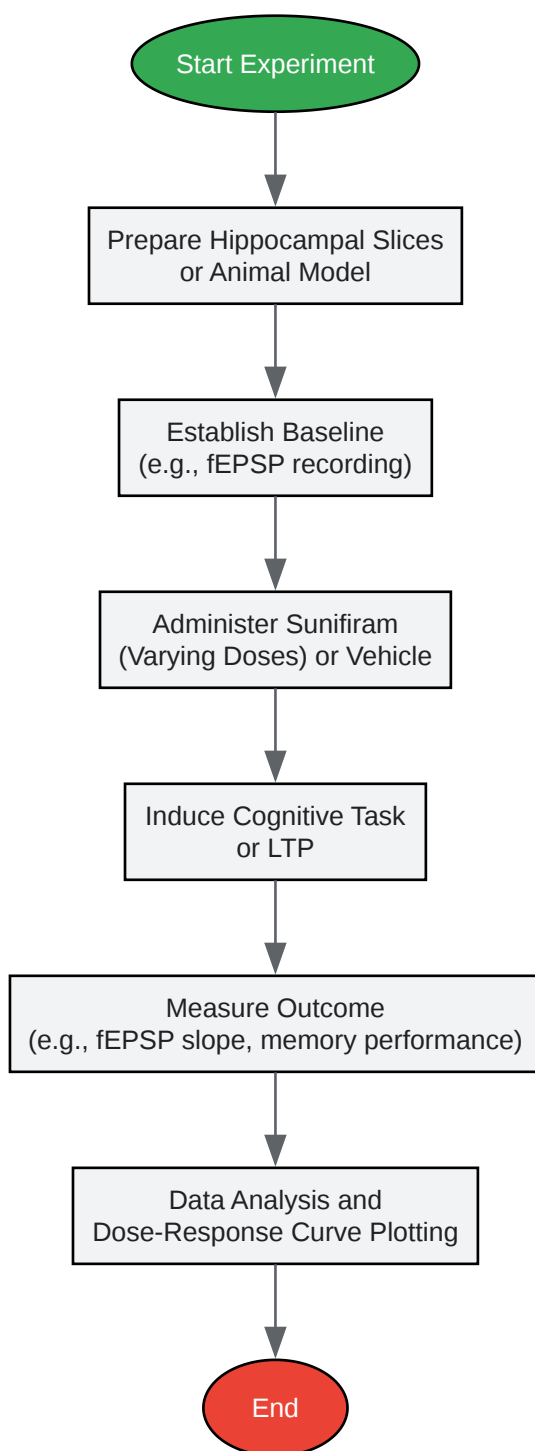 Start Experiment
Prepare Hippocampal Slices
or Animal Model
Establish Baseline
(e.g., fEPSP recording)
Administer Sunifiram
(Varying Doses) or Vehicle
Induce Cognitive Task
or LTP
Measure Outcome
(e.g., fEPSP slope, memory performance)
Data Analysis and
Dose-Response Curve Plotting
End